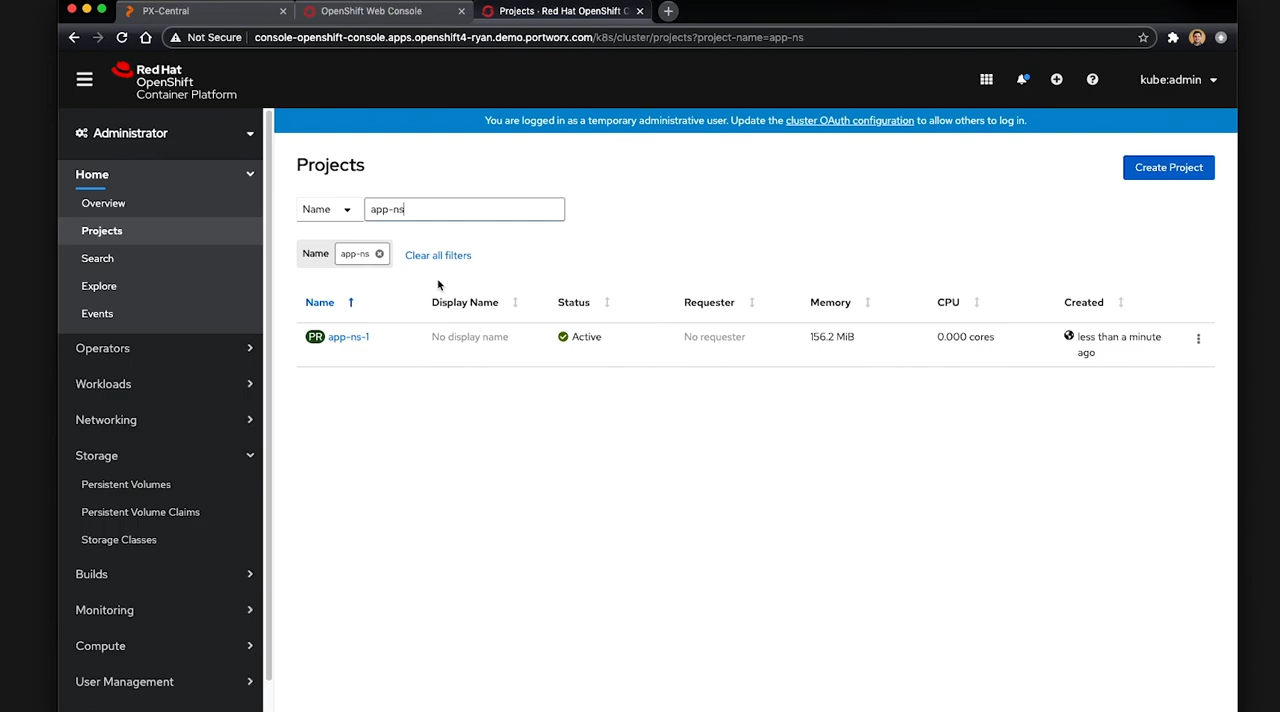 PX-Central
OpenShift Web Console
Projects · Red Hat OpenShift C
Not Secure
console-openshift-console.apps.openshift4-ryan.demo.portworx.com/k8s/cluster/projects?project-name=app-ns
Red Hat
OpenShift
Container Platform
kube:admin
Administrator
You are logged in as a temporary administrative user. Update the cluster OAuth configuration to allow others to log in.
Home
Overview
Projects
Search
Explore
Events
Operators
Workloads
Networking
Storage
Persistent Volumes
Persistent Volume Claims
Storage Classes
Builds
Monitoring
Compute
User Management
Projects
Create Project
Name
app-ns
Name
app-ns
Clear all filters
Name Display Name Status Requester Memory CPU Created
PR app-ns-1 No display name Active No requester 156.2 MiB 0.000 cores less than a minute
ago